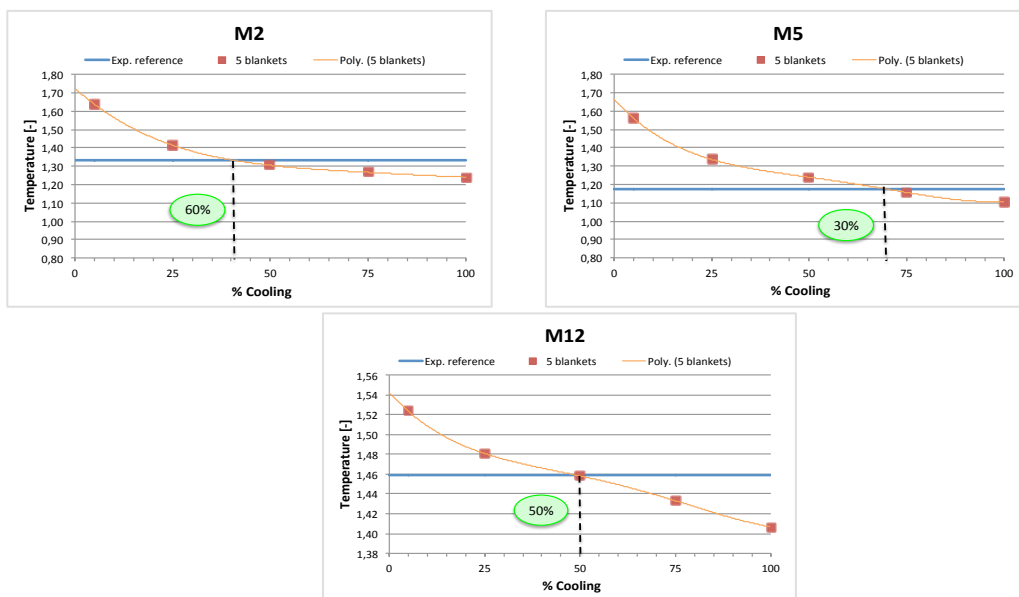 M2
Exp. reference 5 blankets Poly. (5 blankets)
Temperature [-]
1,80
1,70
1,60
1,50
1,40
1,30
1,20
1,10
1,00
0,90
0,80
60%
0 25 50 75 100
% Cooling
M5
Exp. reference 5 blankets Poly. (5 blankets)
Temperature [-]
1,80
1,70
1,60
1,50
1,40
1,30
1,20
1,10
1,00
0,90
0,80
30%
0 25 50 75 100
% Cooling
M12
Exp. reference 5 blankets Poly. (5 blankets)
Temperature [-]
1,56
1,54
1,52
1,50
1,48
1,46
1,44
1,42
1,40
1,38
50%
0 25 50 75 100
% Cooling